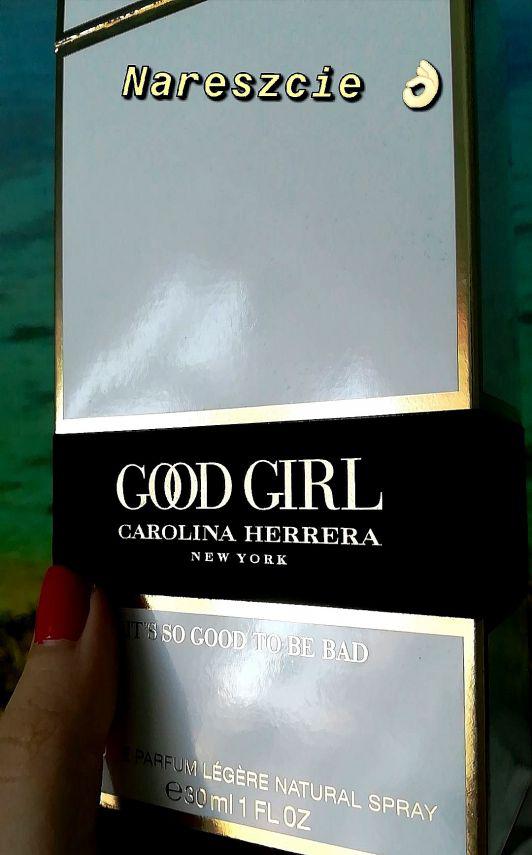 Nareszcie 👌
GOOD GIRL
CAROLINA HERRERA
NEW YORK
IT'S SO GOOD TO BE BAD
PARFUM LÉGÈRE NATURAL SPRAY
℮30 ml 1 FL OZ